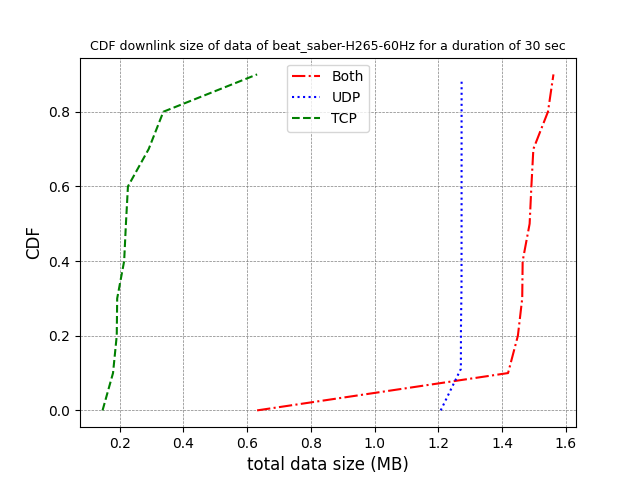 CDF downlink size of data of beat_saber-H265-60Hz for a duration of 30 sec
Both
UDP
TCP
CDF
0.8
0.6
0.4
0.2
0.0
0.2 0.4 0.6 0.8 1.0 1.2 1.4 1.6
total data size (MB)